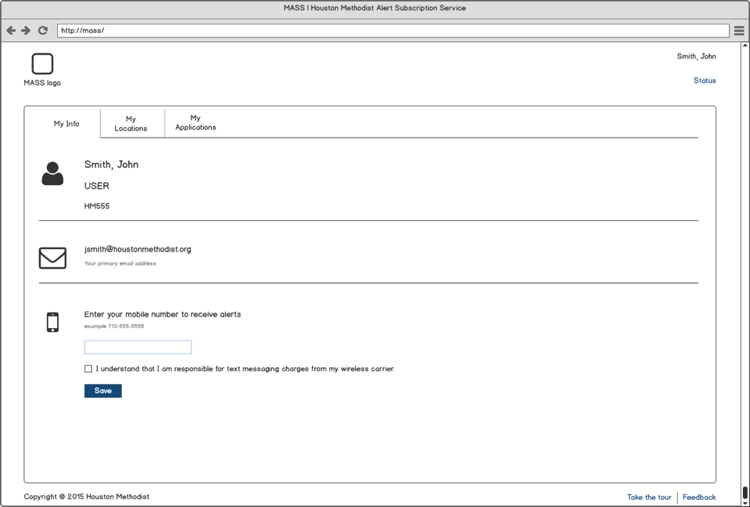 MASS | Houston Methodist Alert Subscription Service
http://mass/
MASS logo
Smith, John
Status
My Info
My
Locations
My
Applications
Smith, John
USER
HM555
jsmith@houstonmethodist.org
Your primary email address
Enter your mobile number to receive alerts
example: 713-555-5555
I understand that I am responsible for text messaging charges from my wireless carrier.
Save
Copyright © 2015 Houston Methodist
Take the tour
Feedback